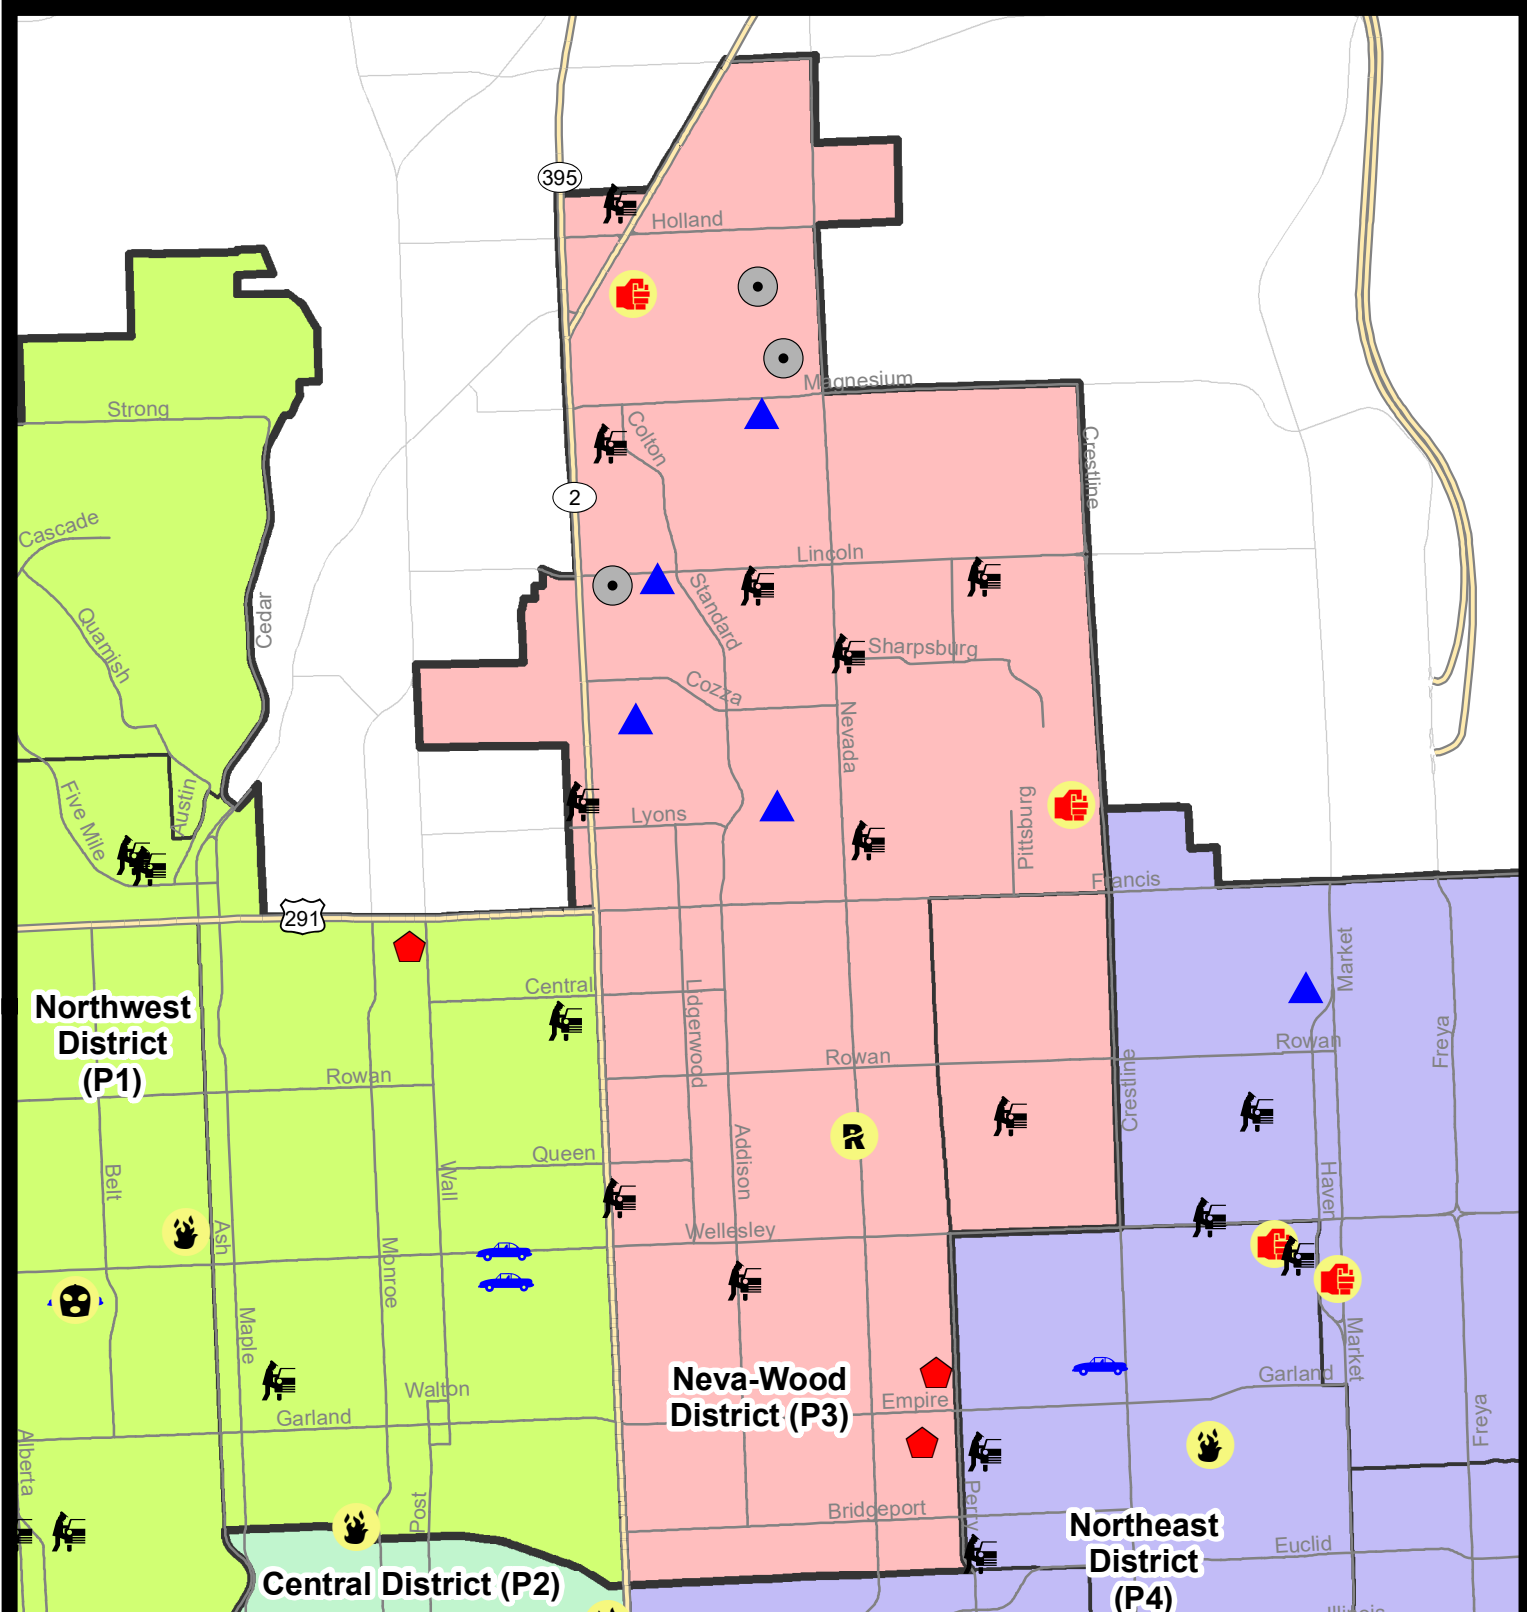 395
Holland
Magnesium
Strong
Colton
Crestline
2
Cascade
Lincoln
Standard
Cedar
Quamish
Sharpsburg
Cozza
Nevada
Five Mile
Austin
Lyons
Pittsburg
Francis
291
Central
Market
Northwest
District
(P1)
Lidgerwood
Freya
Rowan
Rowan
Rowan
Crestline
Addison
Queen
Wall
Belt
Haven
Ash
Wellesley
Monroe
Maple
Market
Neva-Wood
District (P3)
Walton
Garland
Garland
Empire
Freya
Alberta
Post
Perry
Bridgeport
Northeast
District
(P4)
Euclid
Central District (P2)
Illinois